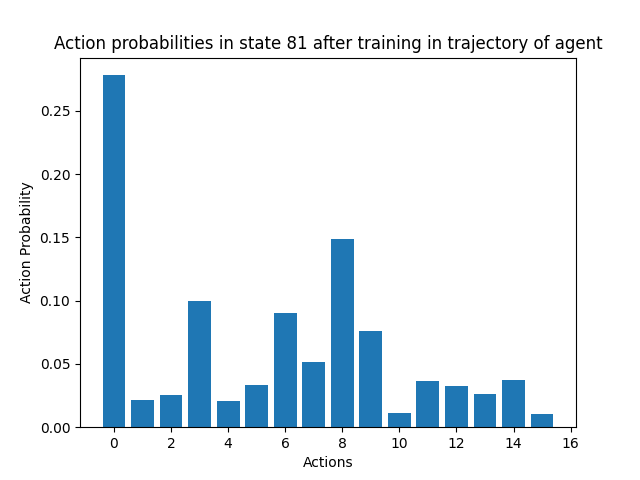 Action probabilities in state 81 after training in trajectory of agent
0.25
0.20
0.15
0.10
0.05
0.00
Action Probability
0 2 4 6 8 10 12 14 16
Actions